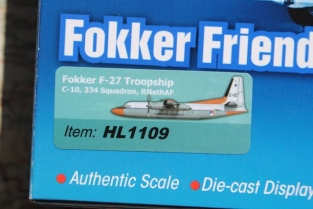 Fokker Friend
Fokker F-27 Troopship
C-10, 334 Squadron, RNethAF
Item: HL1109
Authentic Scale
Die-cast Display